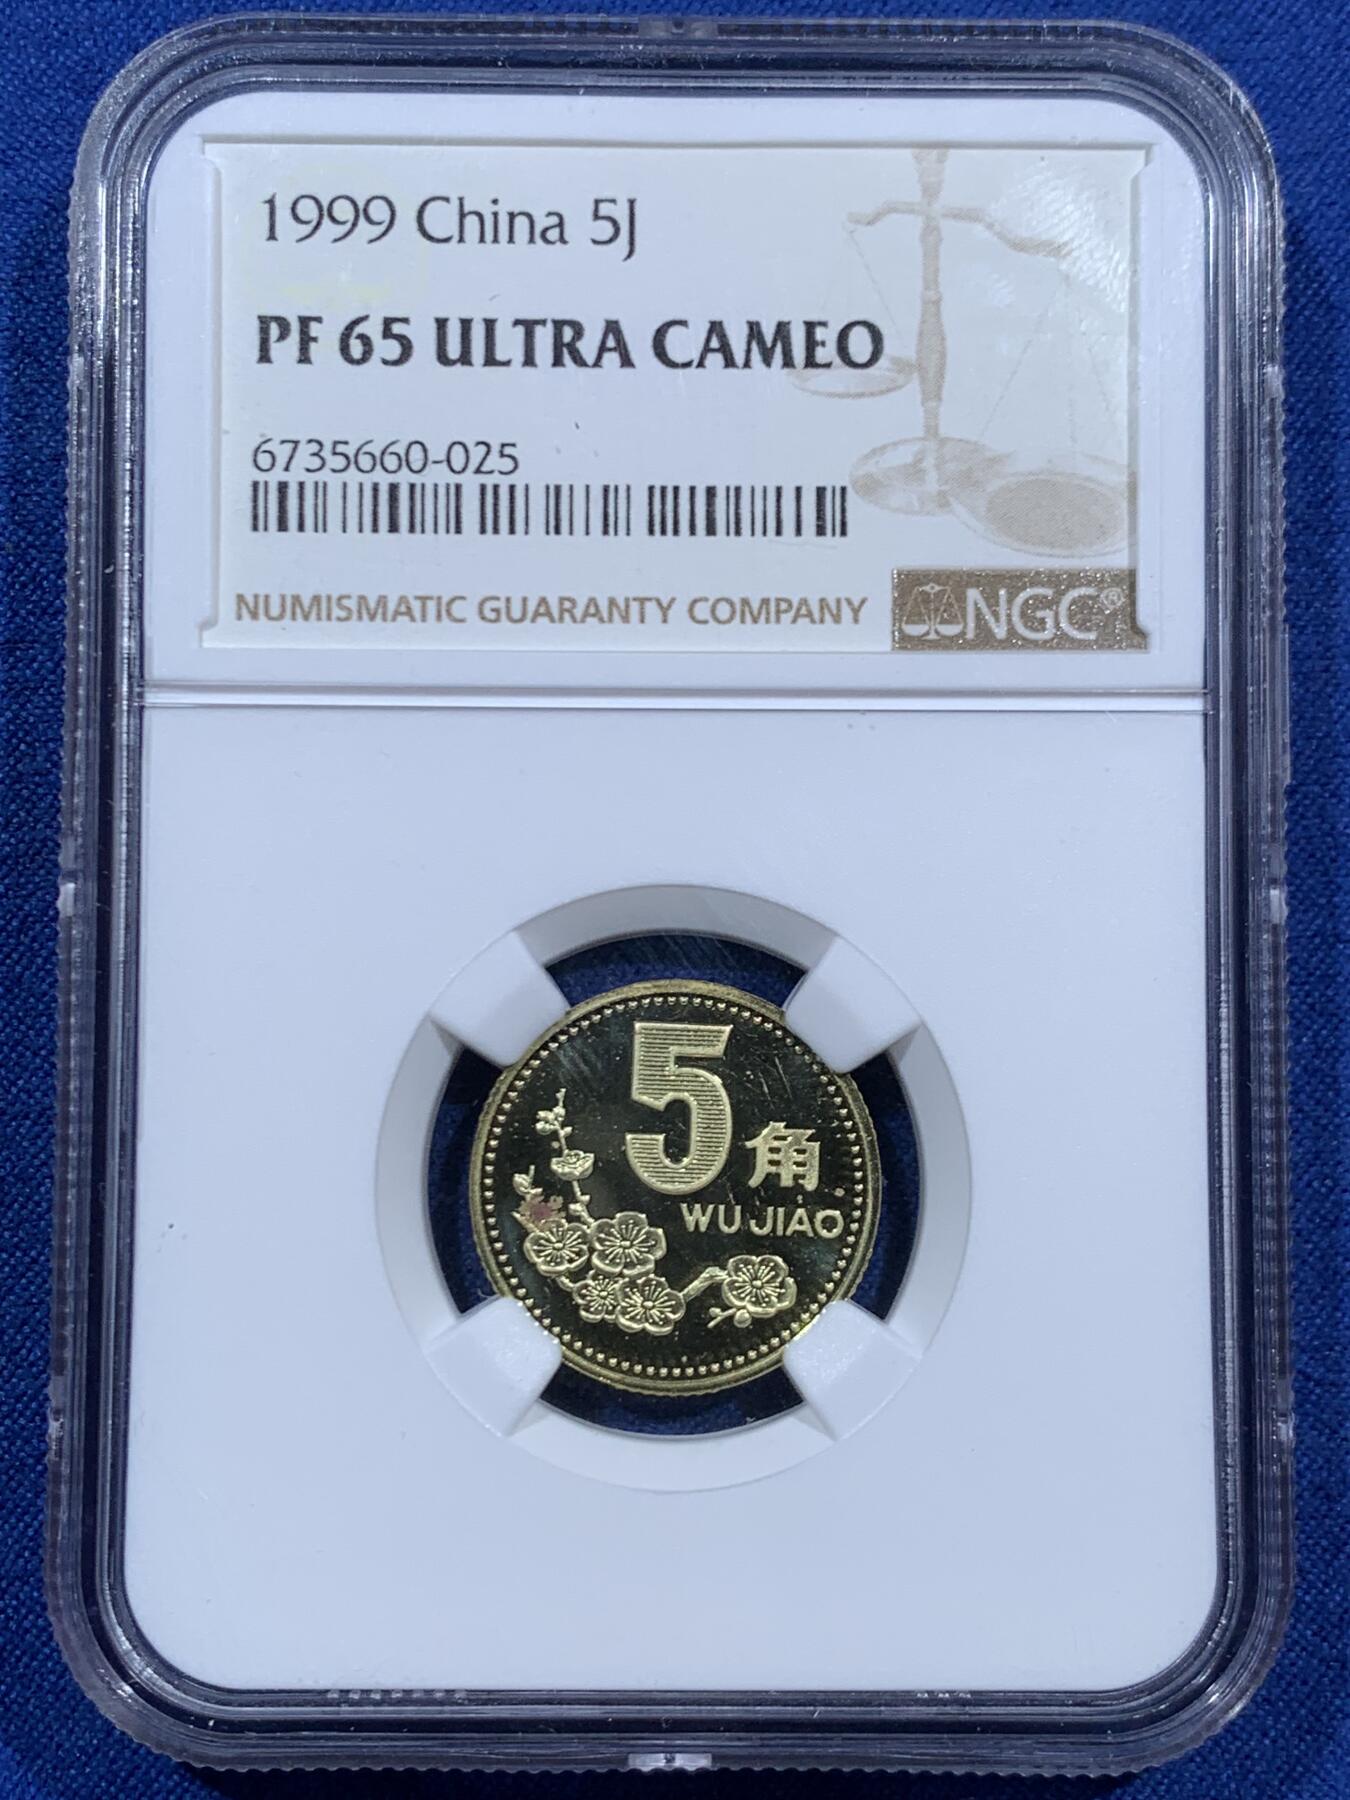 1999 China 5J
PF 65 ULTRA CAMEO
6735660-025
NUMISMATIC GUARANTY COMPANY
NGC®
5角
WU JIAO